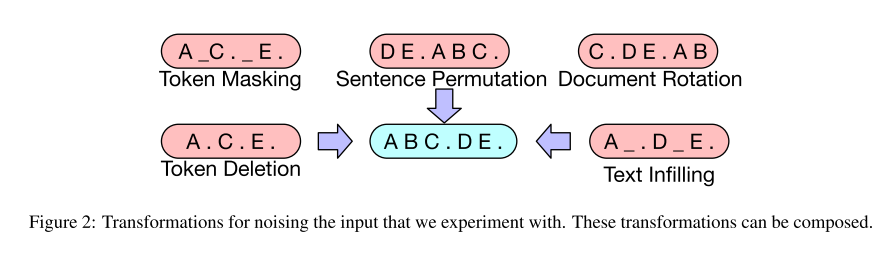 A _C . _ E .
D E . A B C .
C . D E . A B
Token Masking
Sentence Permutation
Document Rotation
A . C . E .
A B C . D E .
A _ . D _ E .
Token Deletion
Text Infilling
Figure 2: Transformations for noising the input that we experiment with. These transformations can be composed.